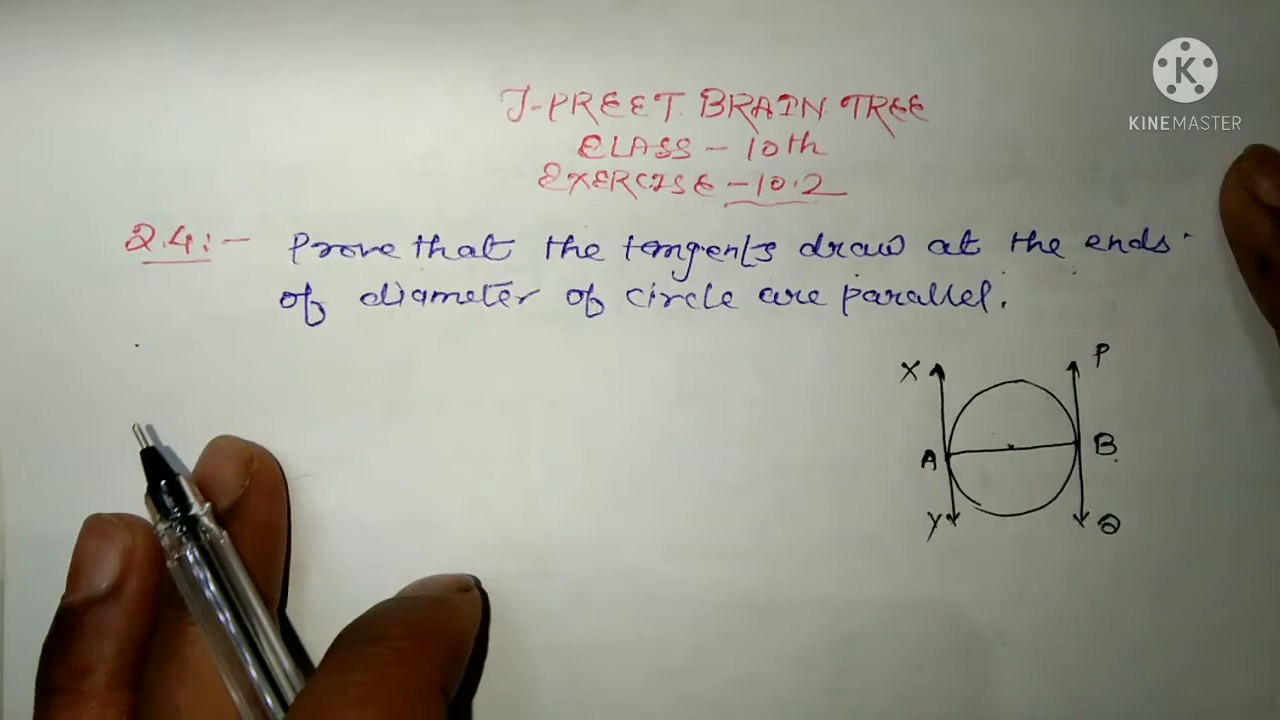 K
KINEMASTER
J-PREET BRAIN TREE
CLASS - 10th
EXERCISE - 10.2
Q.4:- Prove that the tangents draw at the ends
of diameter of circle are parallel.
X P
A B
Y Q